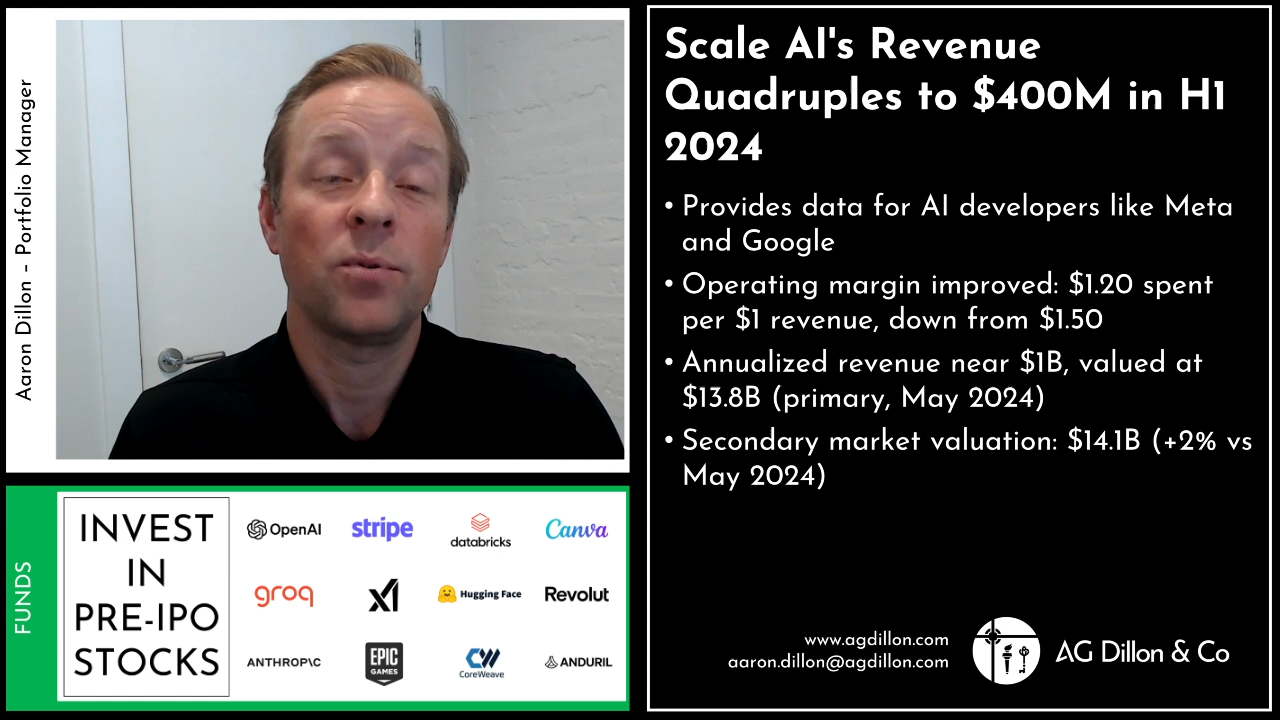 Aaron Dillon – Portfolio Manager
Scale AI's Revenue
Quadruples to $400M in H1
2024
• Provides data for AI developers like Meta
and Google
• Operating margin improved: $1.20 spent
per $1 revenue, down from $1.50
• Annualized revenue near $1B, valued at
$13.8B (primary, May 2024)
• Secondary market valuation: $14.1B (+2% vs
May 2024)
FUNDS
INVEST
IN
PRE-IPO
STOCKS
OpenAI
stripe
databricks
Canva
groq
xI
Hugging Face
Revolut
ANTHROP\C
EPIC
GAMES
CoreWeave
ANDURIL
www.agdillon.com
aaron.dillon@agdillon.com
AG Dillon & Co